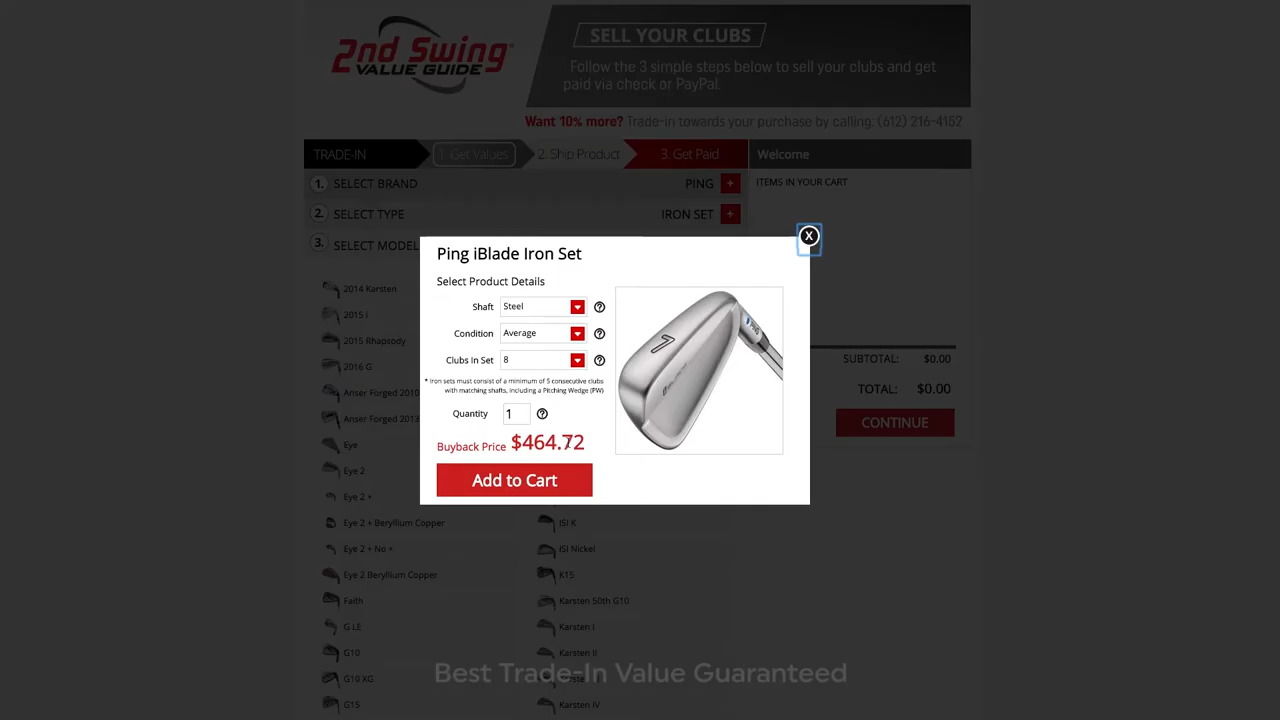 2nd Swing
VALUE GUIDE
SELL YOUR CLUBS
Follow the 3 simple steps below to sell your clubs and get
paid via check or PayPal.
Want 10% more? Trade-in towards your purchase by calling: (612) 216-4152
TRADE-IN
1. Get Values
2. Ship Product
3. Get Paid
Welcome
1. SELECT BRAND
PING +
2. SELECT TYPE
IRON SET +
3. SELECT MODEL
ITEMS IN YOUR CART
SUBTOTAL: $0.00
TOTAL: $0.00
CONTINUE
X
Ping iBlade Iron Set
Select Product Details
Shaft Steel ?
Condition Average ?
Clubs In Set 8 ?
* Iron sets must consist of a minimum of 5 consecutive clubs
with matching shafts, including a Pitching Wedge (PW)
Quantity 1 ?
Buyback Price $464.72
Add to Cart
7
PING
2014 Karsten
2015 i
2015 Rhapsody
2016 G
Anser Forged 2010
Anser Forged 2013
Eye
Eye 2
Eye 2 +
Eye 2 + Beryllium Copper
Eye 2 + No +
Eye 2 Beryllium Copper
Faith
G LE
G10
G10 XG
G15
ISI K
ISI Nickel
K15
Karsten 50th G10
Karsten I
Karsten II
Karsten IV
Best Trade-In Value Guaranteed